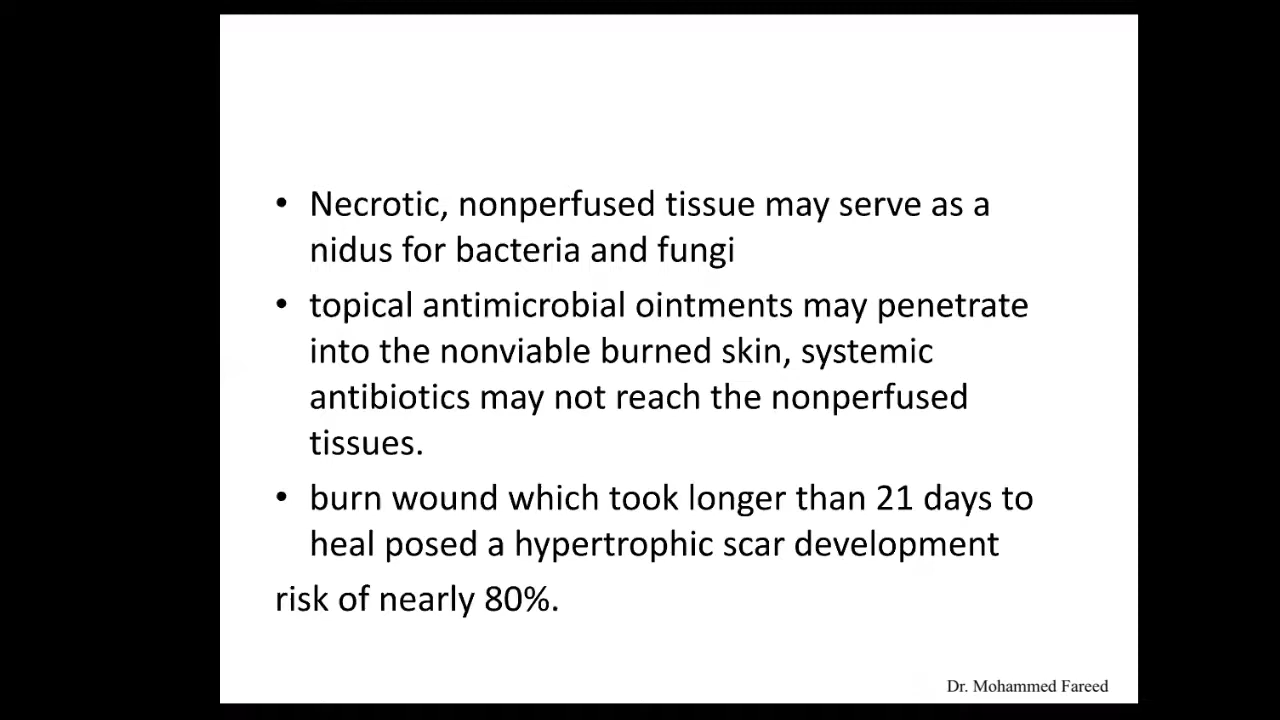 • Necrotic, nonperfused tissue may serve as a
nidus for bacteria and fungi
• topical antimicrobial ointments may penetrate
into the nonviable burned skin, systemic
antibiotics may not reach the nonperfused
tissues.
• burn wound which took longer than 21 days to
heal posed a hypertrophic scar development
risk of nearly 80%.
Dr. Mohammed Fareed